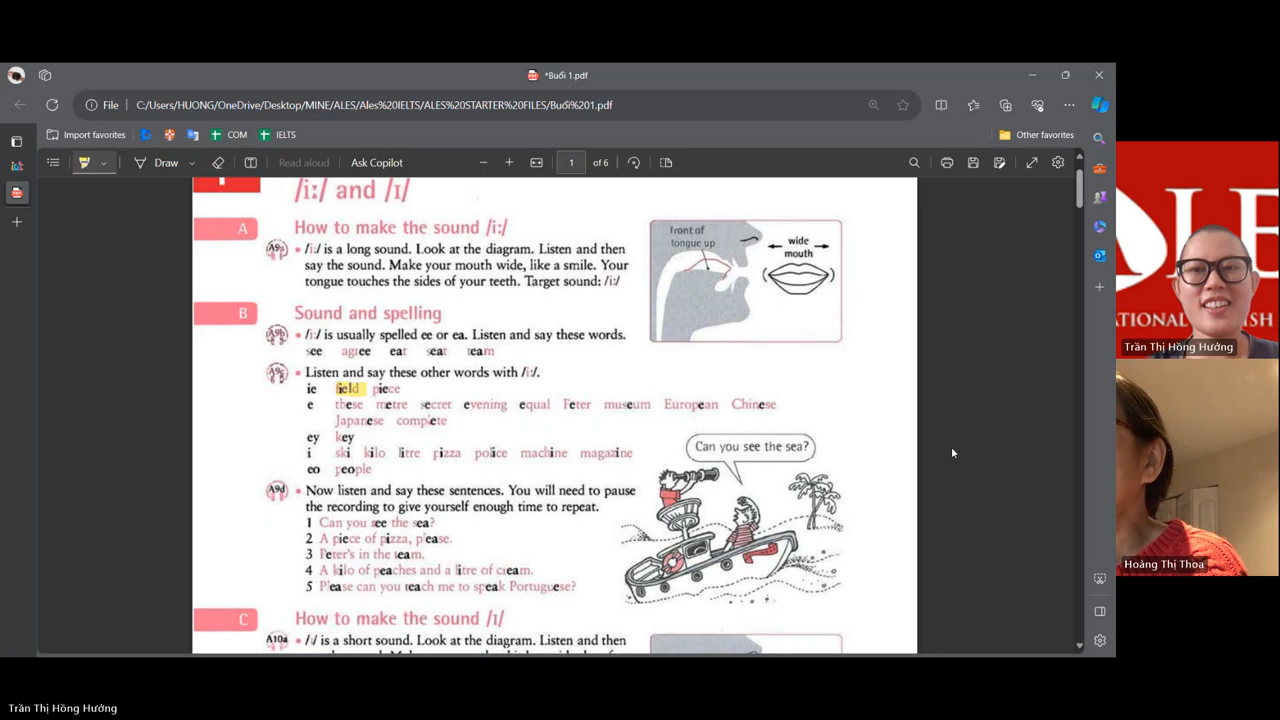 *Buổi 1.pdf
File C:/Users/HUONG/OneDrive/Desktop/MINE/ALES/Ales%20IELTS/ALES%20STARTER%20FILES/Buổi%201.pdf
Import favorites COM IELTS Other favorites
Draw Read aloud Ask Copilot 1 of 6
/iː/ and /ɪ/
A How to make the sound /iː/
A9a • /iː/ is a long sound. Look at the diagram. Listen and then
say the sound. Make your mouth wide, like a smile. Your
tongue touches the sides of your teeth. Target sound: /iː/
front of
tongue up
wide
mouth
B Sound and spelling
A9b • /iː/ is usually spelled ee or ea. Listen and say these words.
see agree eat seat team
A9c • Listen and say these other words with /iː/.
ie field piece
e these metre secret evening equal Peter museum European Chinese
Japanese complete
ey key
i ski kilo litre pizza police machine magazine
eo people
Can you see the sea?
A9d • Now listen and say these sentences. You will need to pause
the recording to give yourself enough time to repeat.
1 Can you see the sea?
2 A piece of pizza, please.
3 Peter's in the team.
4 A kilo of peaches and a litre of cream.
5 Please can you teach me to speak Portuguese?
C How to make the sound /ɪ/
A10a • /ɪ/ is a short sound. Look at the diagram. Listen and then
Trần Thị Hồng Hưởng
Hoàng Thị Thoa
Trần Thị Hồng Hưởng